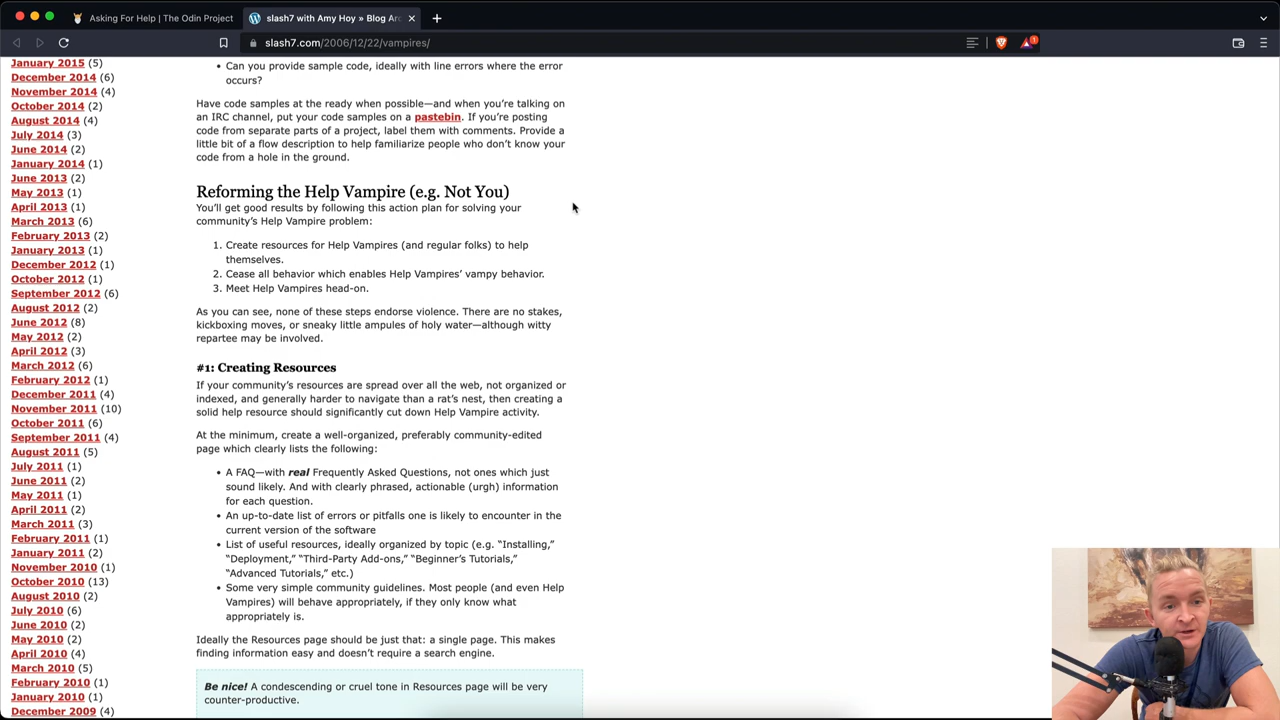 Asking For Help | The Odin Project
slash7 with Amy Hoy » Blog Arc
slash7.com/2006/12/22/vampires/
1
January 2015 (5)
December 2014 (6)
November 2014 (4)
October 2014 (2)
August 2014 (4)
July 2014 (3)
June 2014 (2)
January 2014 (1)
June 2013 (2)
May 2013 (1)
April 2013 (1)
March 2013 (6)
February 2013 (2)
January 2013 (1)
December 2012 (1)
October 2012 (1)
September 2012 (6)
August 2012 (2)
June 2012 (8)
May 2012 (2)
April 2012 (3)
March 2012 (6)
February 2012 (1)
December 2011 (4)
November 2011 (10)
October 2011 (6)
September 2011 (4)
August 2011 (5)
July 2011 (1)
June 2011 (2)
May 2011 (1)
April 2011 (2)
March 2011 (3)
February 2011 (1)
January 2011 (2)
November 2010 (1)
October 2010 (13)
August 2010 (2)
July 2010 (6)
June 2010 (2)
May 2010 (2)
April 2010 (4)
March 2010 (5)
February 2010 (1)
January 2010 (1)
December 2009 (4)
• Can you provide sample code, ideally with line errors where the error
occurs?
Have code samples at the ready when possible—and when you’re talking on
an IRC channel, put your code samples on a pastebin. If you’re posting
code from separate parts of a project, label them with comments. Provide a
little bit of a flow description to help familiarize people who don’t know your
code from a hole in the ground.
Reforming the Help Vampire (e.g. Not You)
You’ll get good results by following this action plan for solving your
community’s Help Vampire problem:
1. Create resources for Help Vampires (and regular folks) to help
themselves.
2. Cease all behavior which enables Help Vampires’ vampy behavior.
3. Meet Help Vampires head-on.
As you can see, none of these steps endorse violence. There are no stakes,
kickboxing moves, or sneaky little ampules of holy water—although witty
repartee may be involved.
#1: Creating Resources
If your community’s resources are spread over all the web, not organized or
indexed, and generally harder to navigate than a rat’s nest, then creating a
solid help resource should significantly cut down Help Vampire activity.
At the minimum, create a well-organized, preferably community-edited
page which clearly lists the following:
• A FAQ—with real Frequently Asked Questions, not ones which just
sound likely. And with clearly phrased, actionable (urgh) information
for each question.
• An up-to-date list of errors or pitfalls one is likely to encounter in the
current version of the software
• List of useful resources, ideally organized by topic (e.g. “Installing,”
“Deployment,” “Third-Party Add-ons,” “Beginner’s Tutorials,”
“Advanced Tutorials,” etc.)
• Some very simple community guidelines. Most people (and even Help
Vampires) will behave appropriately, if they only know what
appropriately is.
Ideally the Resources page should be just that: a single page. This makes
finding information easy and doesn’t require a search engine.
Be nice! A condescending or cruel tone in Resources page will be very
counter-productive.